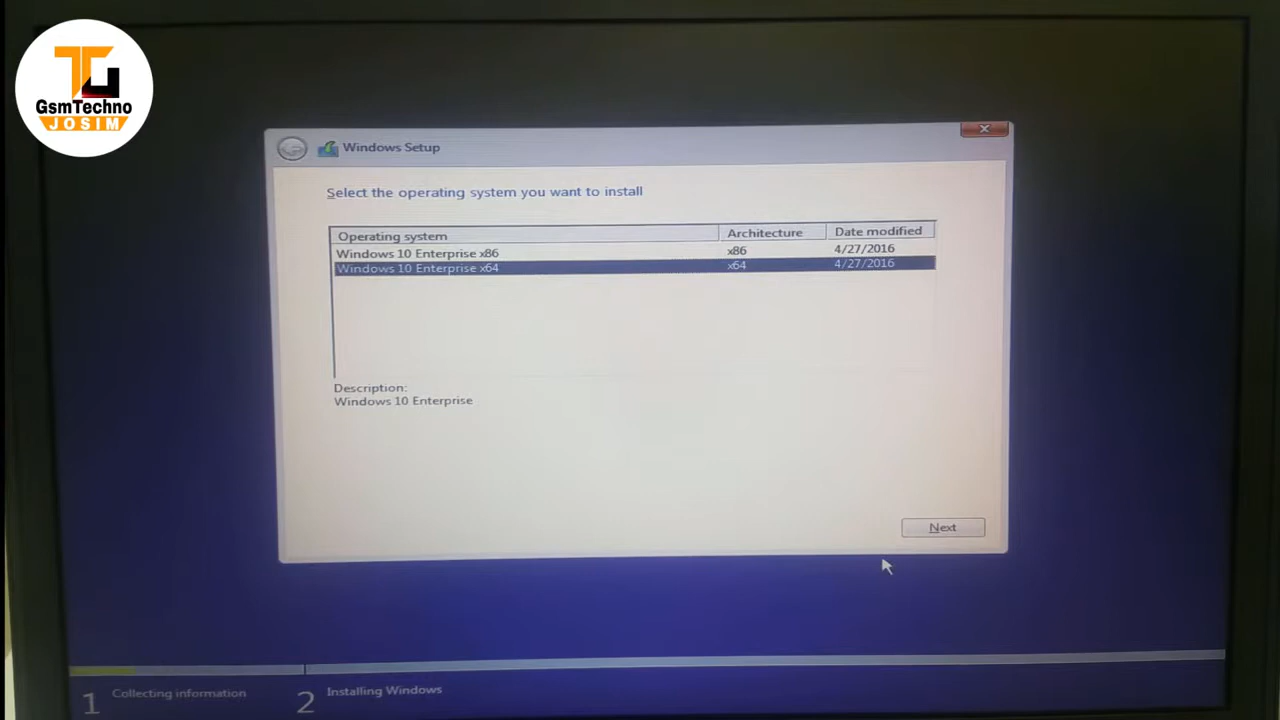 GsmTechno
JOSIM
Windows Setup
Select the operating system you want to install
Operating system Architecture Date modified
Windows 10 Enterprise x86 x86 4/27/2016
Windows 10 Enterprise x64 x64 4/27/2016
Description:
Windows 10 Enterprise
Next
1 Collecting information 2 Installing Windows